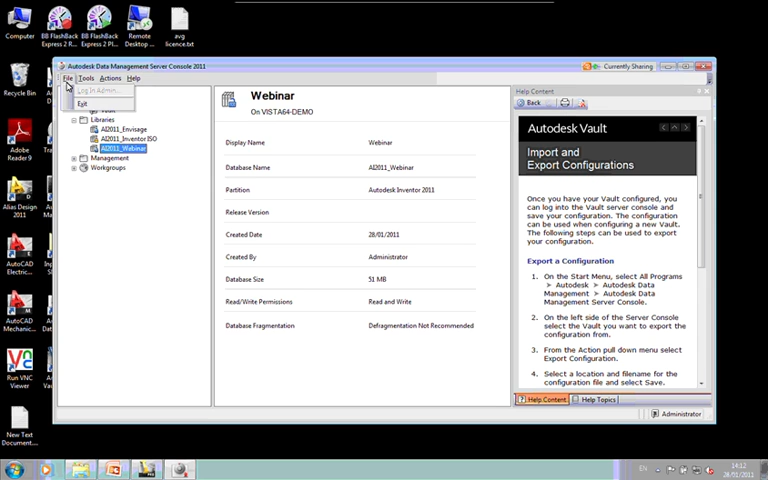 Computer
BB FlashBack
Express 2 R...
BB FlashBack
Express 2 Pl...
Remote
Desktop ...
avg
licence.txt
Recycle Bin
Adobe
Reader 9
Alias Design
2011
AutoCAD
Electric...
AutoCAD
Mechanic...
Run VNC
Viewer
New Text
Document...
Autodesk Data Management Server Console 2011
Currently Sharing
File Tools Actions Help
Log In Admin...
Exit
Libraries
AI2011_Envisage
AI2011_Inventor ISO
AI2011_Webinar
Management
Workgroups
Webinar
On VISTA64-DEMO
Display Name Webinar
Database Name AI2011_Webinar
Partition Autodesk Inventor 2011
Release Version
Created Date 28/01/2011
Created By Administrator
Database Size 51 MB
Read/Write Permissions Read and Write
Database Fragmentation Defragmentation Not Recommended
Help Content
Back
Autodesk Vault
Import and
Export Configurations
Once you have your Vault configured, you
can log into the Vault server console and
save your configuration. The configuration
can be used when configuring a new Vault.
The following steps can be used to export
your configuration.
Export a Configuration
1. On the Start Menu, select All Programs
➤ Autodesk ➤ Autodesk Data
Management ➤ Autodesk Data
Management Server Console.
2. On the left side of the Server Console
select the Vault you want to export the
configuration from.
3. From the Action pull down menu select
Export Configuration.
4. Select a location and filename for the
configuration file and select Save.
Help Content Help Topics
Administrator
EN
14:12
28/01/2011